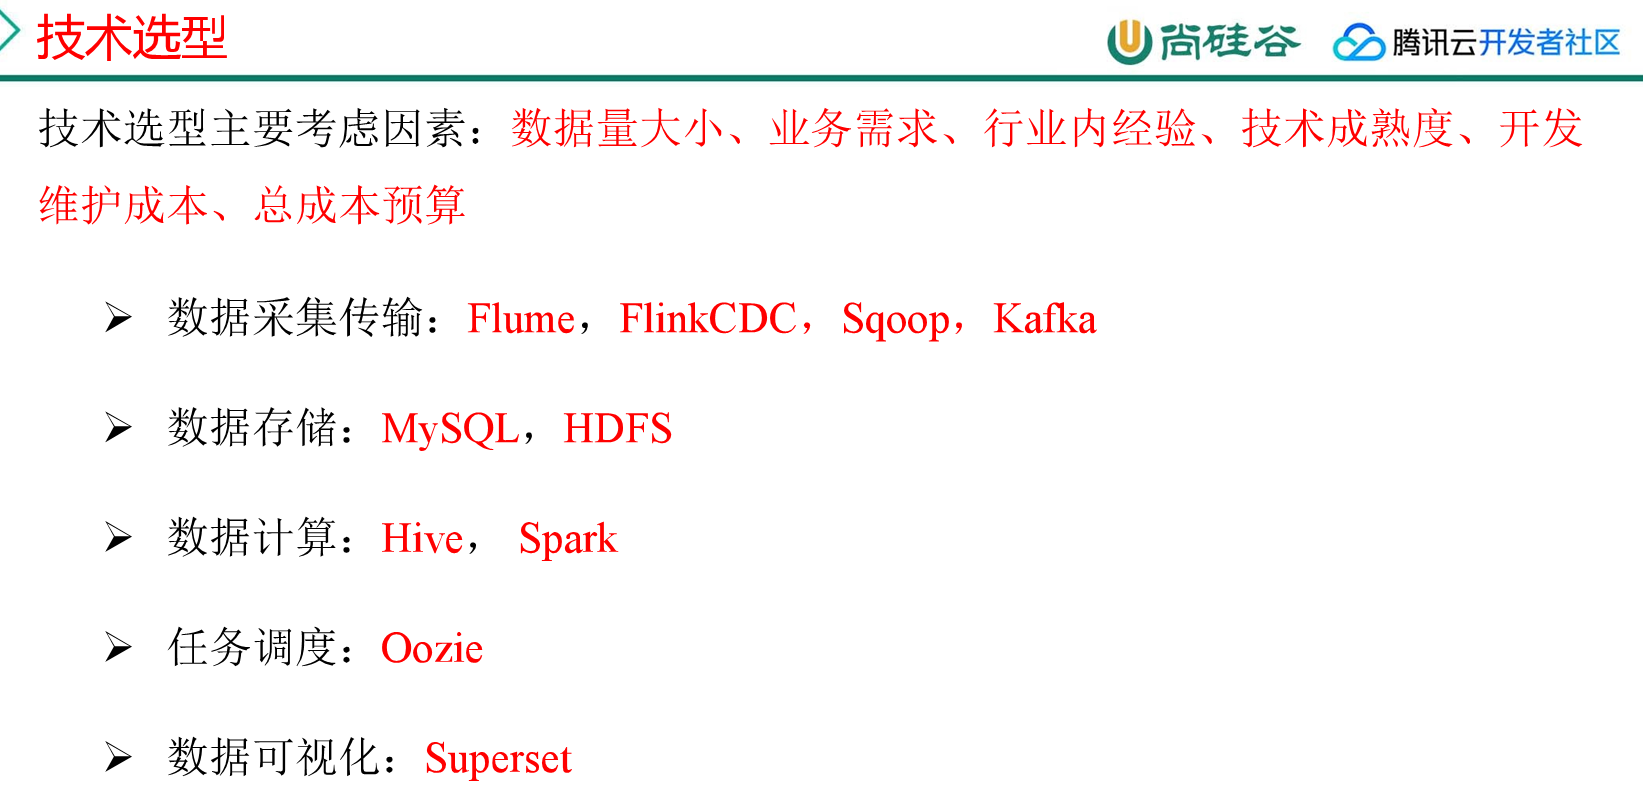 技术选型
尚硅谷 腾讯云开发者社区
技术选型主要考虑因素：数据量大小、业务需求、行业内经验、技术成熟度、开发
维护成本、总成本预算
➢ 数据采集传输：Flume，FlinkCDC，Sqoop，Kafka
➢ 数据存储：MySQL，HDFS
➢ 数据计算：Hive， Spark
➢ 任务调度：Oozie
➢ 数据可视化：Superset